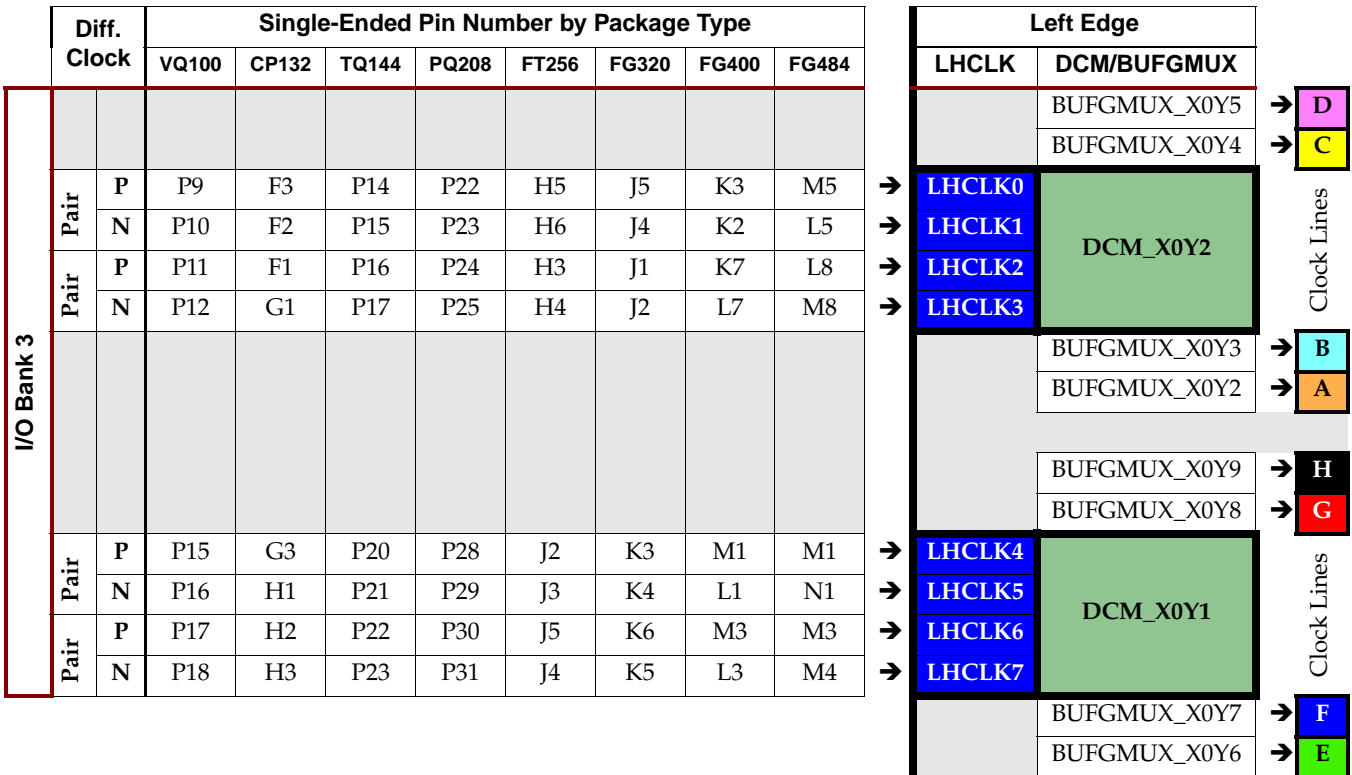 Diff. Clock Single-Ended Pin Number by Package Type Left Edge
VQ100 CP132 TQ144 PQ208 FT256 FG320 FG400 FG484 LHCLK DCM/BUFGMUX
BUFGMUX_X0Y5 ➔ D
BUFGMUX_X0Y4 ➔ C
I/O Bank 3
Pair P P9 F3 P14 P22 H5 J5 K3 M5 ➔ LHCLK0 DCM_X0Y2 Clock Lines
N P10 F2 P15 P23 H6 J4 K2 L5 ➔ LHCLK1
Pair P P11 F1 P16 P24 H3 J1 K7 L8 ➔ LHCLK2
N P12 G1 P17 P25 H4 J2 L7 M8 ➔ LHCLK3
BUFGMUX_X0Y3 ➔ B
BUFGMUX_X0Y2 ➔ A
BUFGMUX_X0Y9 ➔ H
BUFGMUX_X0Y8 ➔ G
Pair P P15 G3 P20 P28 J2 K3 M1 M1 ➔ LHCLK4 DCM_X0Y1 Clock Lines
N P16 H1 P21 P29 J3 K4 L1 N1 ➔ LHCLK5
Pair P P17 H2 P22 P30 J5 K6 M3 M3 ➔ LHCLK6
N P18 H3 P23 P31 J4 K5 L3 M4 ➔ LHCLK7
BUFGMUX_X0Y7 ➔ F
BUFGMUX_X0Y6 ➔ E